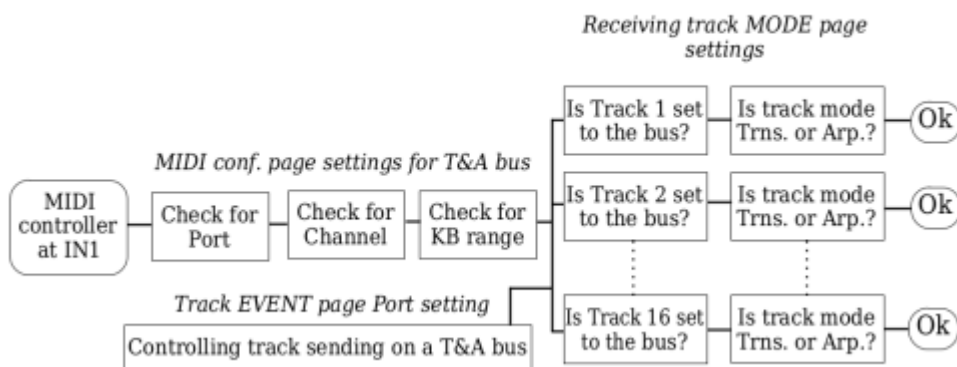 Receiving track MODE page
settings
MIDI conf. page settings for T&A bus
MIDI
controller
at IN1
Check for
Port
Check for
Channel
Check for
KB range
Is Track 1 set
to the bus?
Is track mode
Trns. or Arp.?
Ok
Is Track 2 set
to the bus?
Is track mode
Trns. or Arp.?
Ok
Track EVENT page Port setting
Controlling track sending on a T&A bus
Is Track 16 set
to the bus?
Is track mode
Trns. or Arp.?
Ok